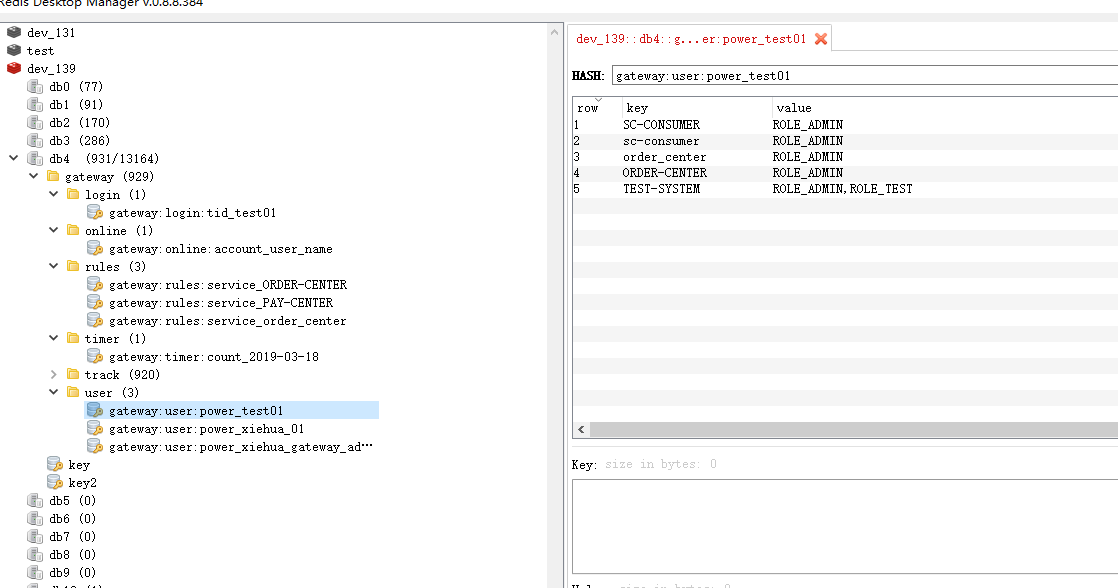 Redis Desktop Manager v.0.8.8.384
dev_131
test
dev_139
db0 (77)
db1 (91)
db2 (170)
db3 (286)
db4 (931/13164)
gateway (929)
login (1)
gateway:login:tid_test01
online (1)
gateway:online:account_user_name
rules (3)
gateway:rules:service_ORDER-CENTER
gateway:rules:service_PAY-CENTER
gateway:rules:service_order_center
timer (1)
gateway:timer:count_2019-03-18
track (920)
user (3)
gateway:user:power_test01
gateway:user:power_xiehua_01
gateway:user:power_xiehua_gateway_ad…
key
key2
db5 (0)
db6 (0)
db7 (0)
db8 (0)
db9 (0)
dev_139::db4::g...er:power_test01
HASH: gateway:user:power_test01
row key value
1 SC-CONSUMER ROLE_ADMIN
2 sc-consumer ROLE_ADMIN
3 order_center ROLE_ADMIN
4 ORDER-CENTER ROLE_ADMIN
5 TEST-SYSTEM ROLE_ADMIN,ROLE_TEST
Key: size in bytes: 0